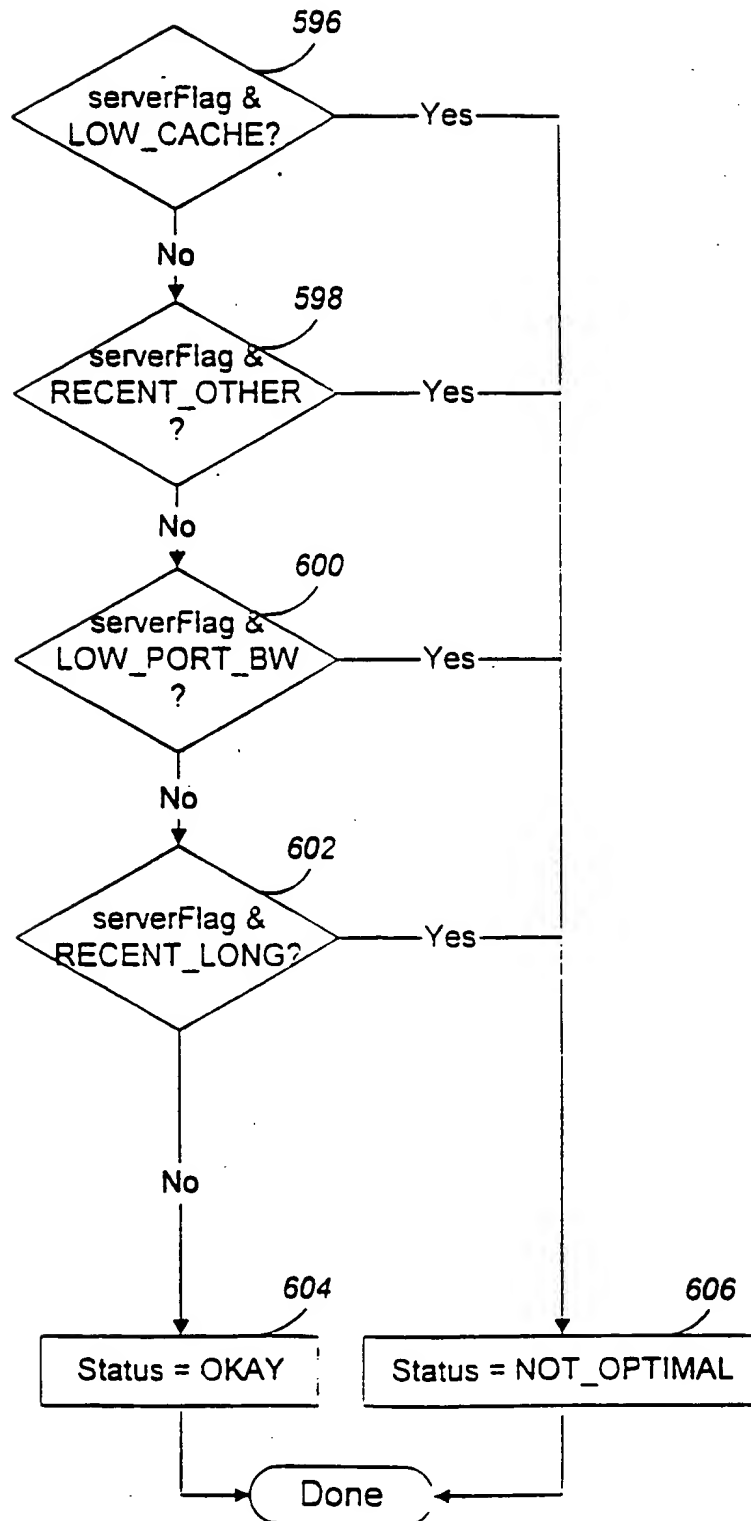 596
serverFlag &
LOW_CACHE?
Yes
No
598
serverFlag &
RECENT_OTHER
?
Yes
No
600
serverFlag &
LOW_PORT_BW
?
Yes
No
602
serverFlag &
RECENT_LONG?
Yes
No
604
Status = OKAY
606
Status = NOT_OPTIMAL
Done